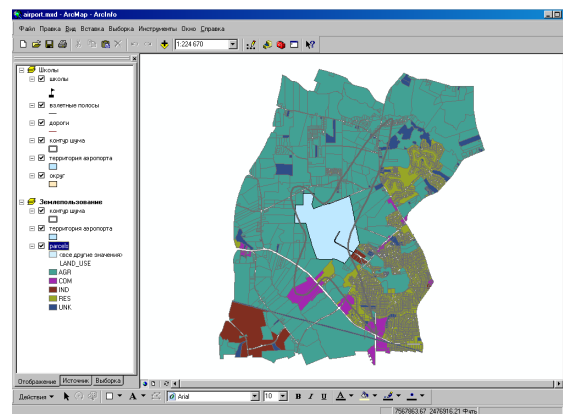 airport.mxd - ArcMap - ArcInfo
Файл Правка Вид Вставка Выборка Инструменты Окно Справка
1:224 670
Школы
школы
взлетные полосы
дороги
контур шума
территория аэропорта
округ
Землепользование
контур шума
территория аэропорта
parcels
<все другие значения>
LAND_USE
AGR
COM
IND
RES
UNK
Отображение Источник Выборка
Действия A Arial 10 B I U A
7567863,67 2476916,21 Футы